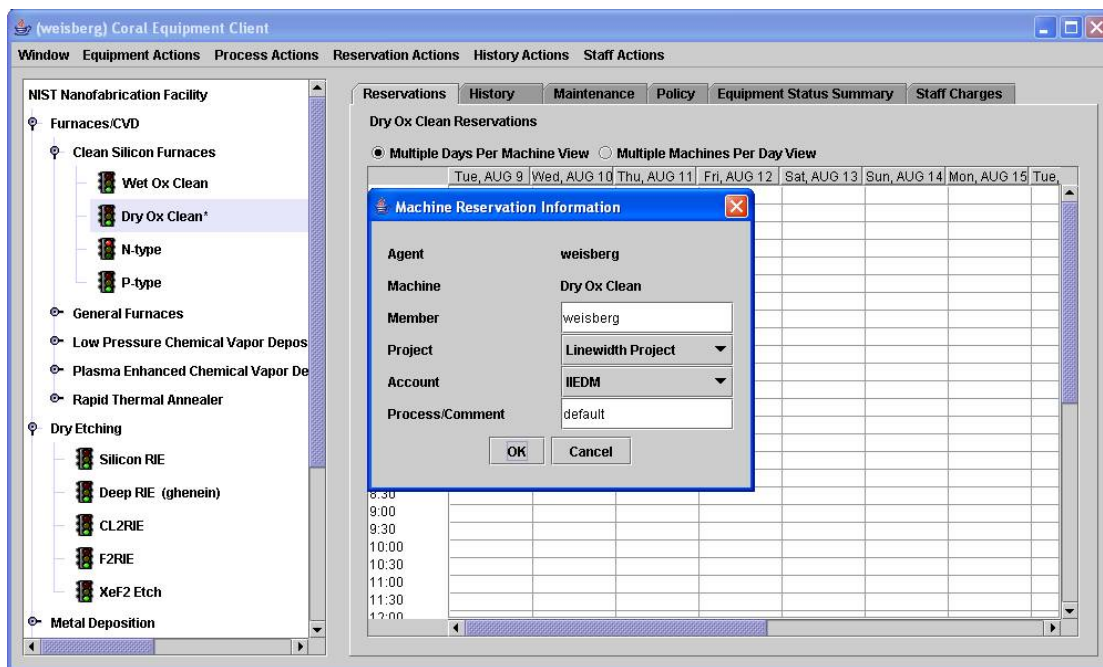 (weisberg) Coral Equipment Client
Window Equipment Actions Process Actions Reservation Actions History Actions Staff Actions
NIST Nanofabrication Facility
Furnaces/CVD
Clean Silicon Furnaces
Wet Ox Clean
Dry Ox Clean*
N-type
P-type
General Furnaces
Low Pressure Chemical Vapor Depos
Plasma Enhanced Chemical Vapor De
Rapid Thermal Annealer
Dry Etching
Silicon RIE
Deep RIE (ghenein)
CL2RIE
F2RIE
XeF2 Etch
Metal Deposition
Reservations History Maintenance Policy Equipment Status Summary Staff Charges
Dry Ox Clean Reservations
Multiple Days Per Machine View Multiple Machines Per Day View
Tue, AUG 9 Wed, AUG 10 Thu, AUG 11 Fri, AUG 12 Sat, AUG 13 Sun, AUG 14 Mon, AUG 15 Tue,
Machine Reservation Information
Agent weisberg
Machine Dry Ox Clean
Member weisberg
Project Linewidth Project
Account IIEDM
Process/Comment default
OK Cancel
8:30
9:00
9:30
10:00
10:30
11:00
11:30
12:00